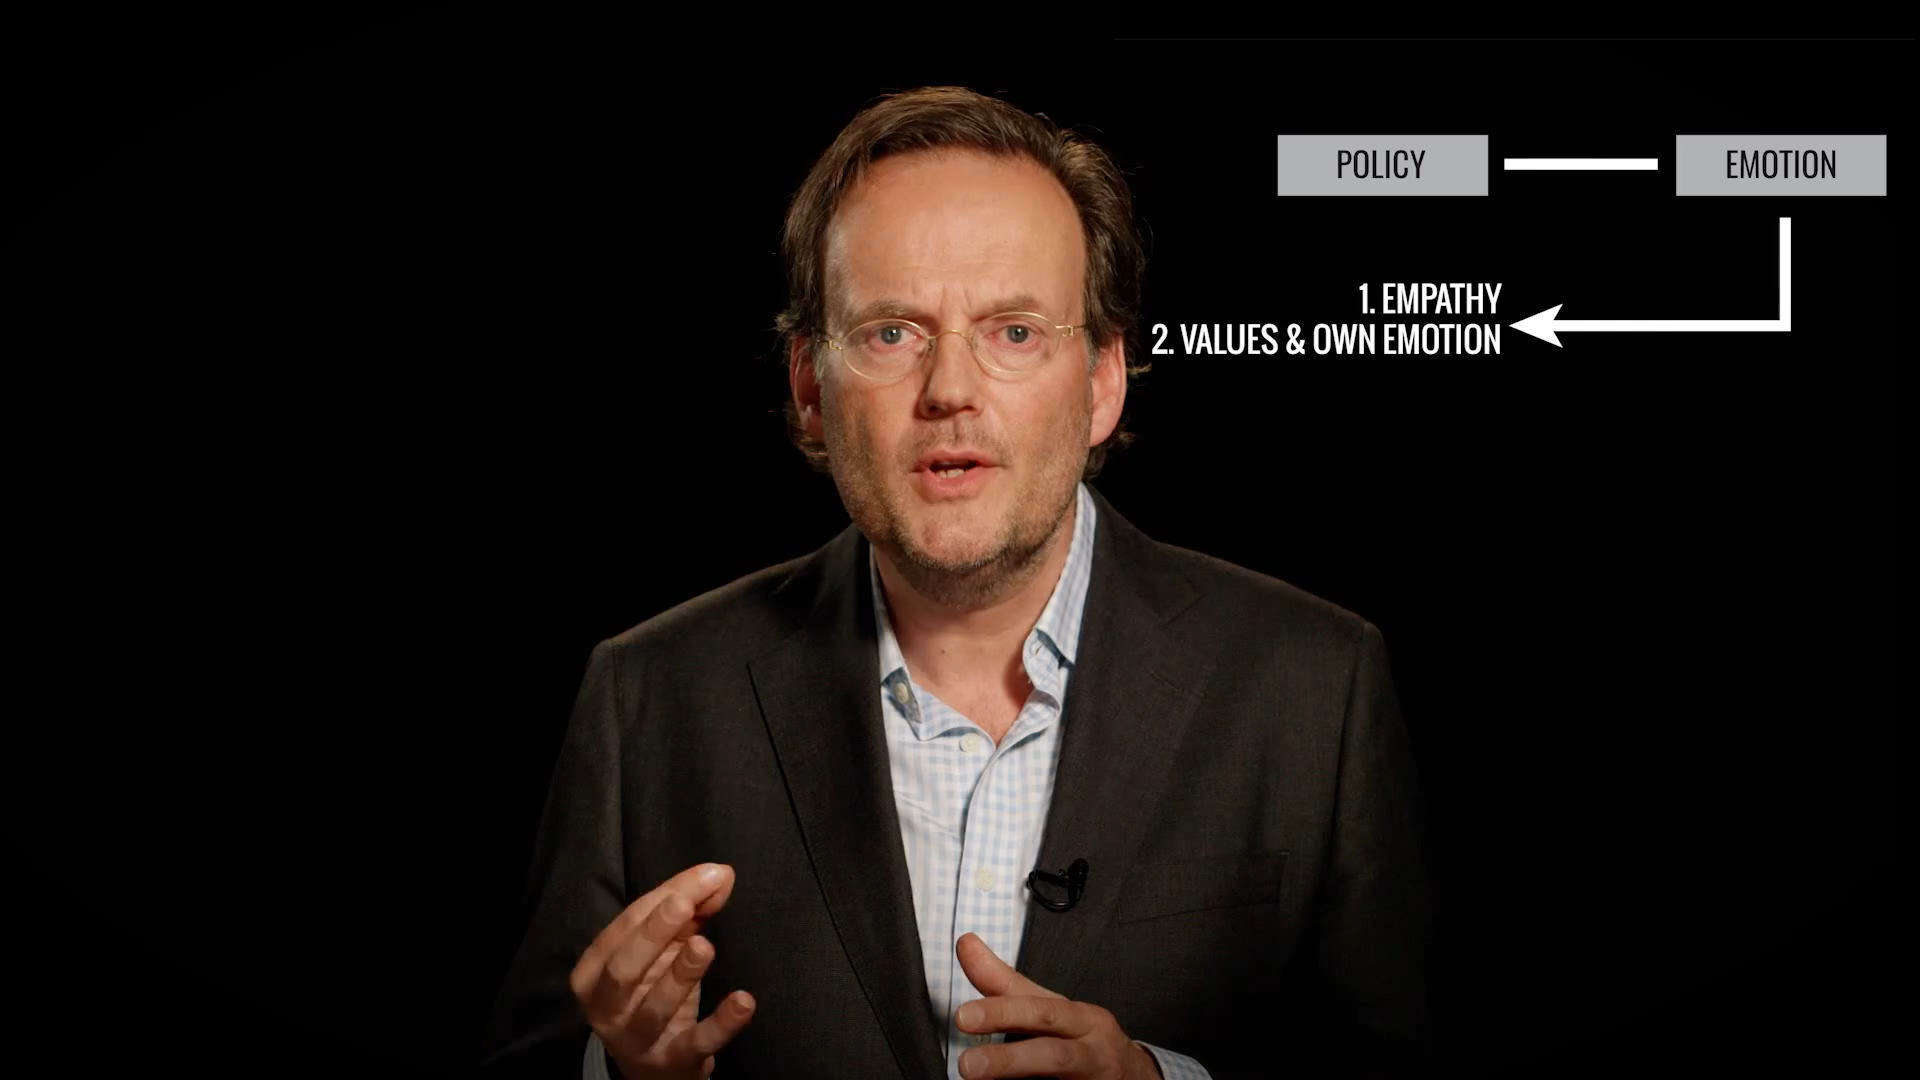 POLICY
EMOTION
1. EMPATHY
2. VALUES & OWN EMOTION